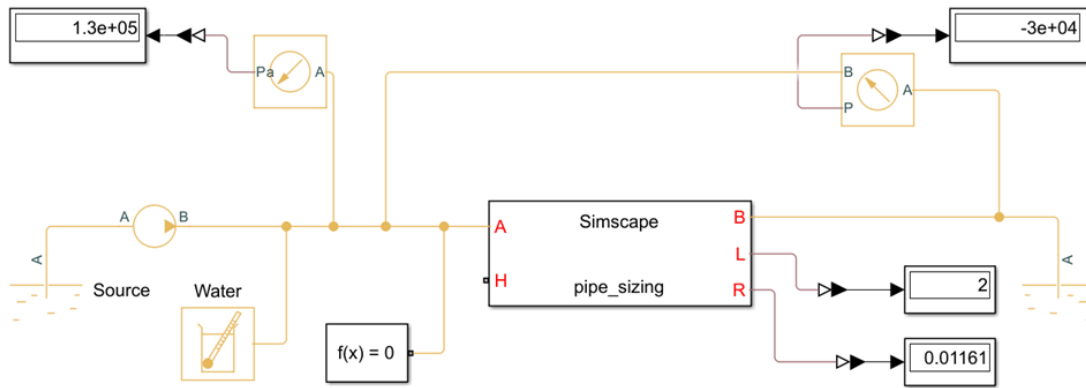 1.3e+05
-3e+04
Pa
A
B
A
P
A
B
Simscape
A
B
L
A
H
A
Source
Water
pipe_sizing
R
2
f(x) = 0
0.01161